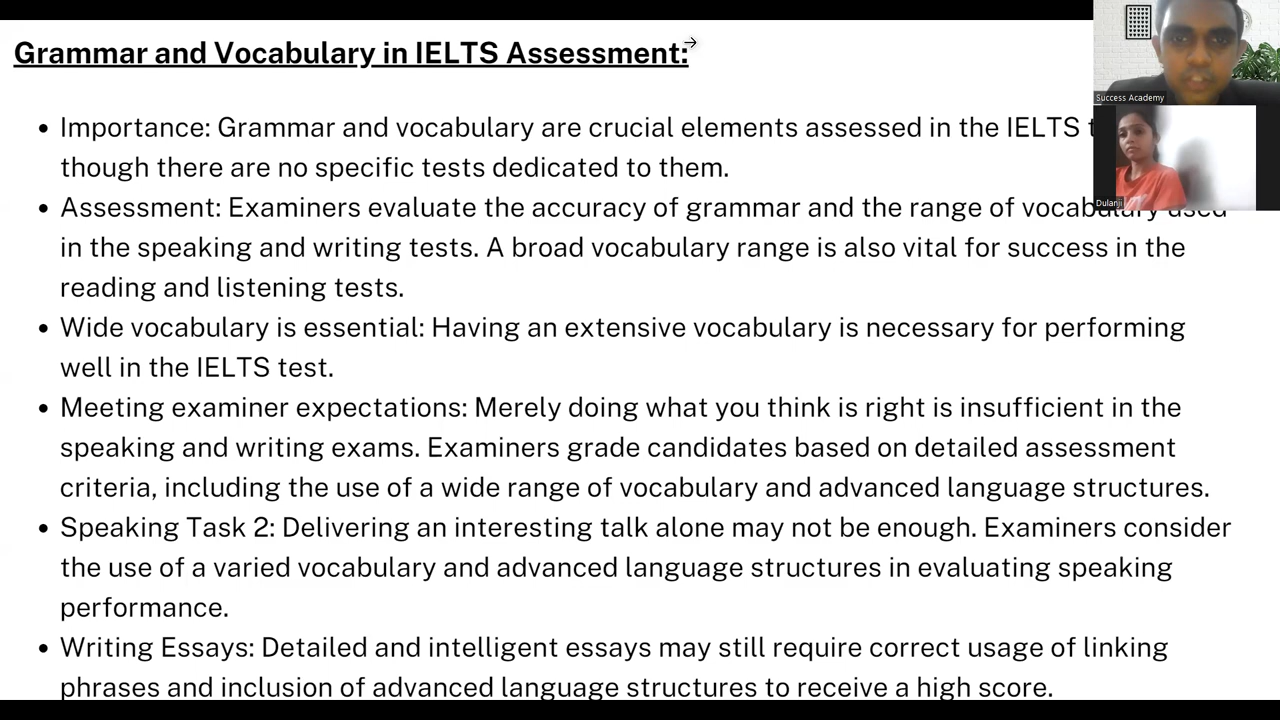 Grammar and Vocabulary in IELTS Assessment:
• Importance: Grammar and vocabulary are crucial elements assessed in the IELTS
though there are no specific tests dedicated to them.
• Assessment: Examiners evaluate the accuracy of grammar and the range of vocabulary used
in the speaking and writing tests. A broad vocabulary range is also vital for success in the
reading and listening tests.
• Wide vocabulary is essential: Having an extensive vocabulary is necessary for performing
well in the IELTS test.
• Meeting examiner expectations: Merely doing what you think is right is insufficient in the
speaking and writing exams. Examiners grade candidates based on detailed assessment
criteria, including the use of a wide range of vocabulary and advanced language structures.
• Speaking Task 2: Delivering an interesting talk alone may not be enough. Examiners consider
the use of a varied vocabulary and advanced language structures in evaluating speaking
performance.
• Writing Essays: Detailed and intelligent essays may still require correct usage of linking
phrases and inclusion of advanced language structures to receive a high score.
Success Academy
Dulanji